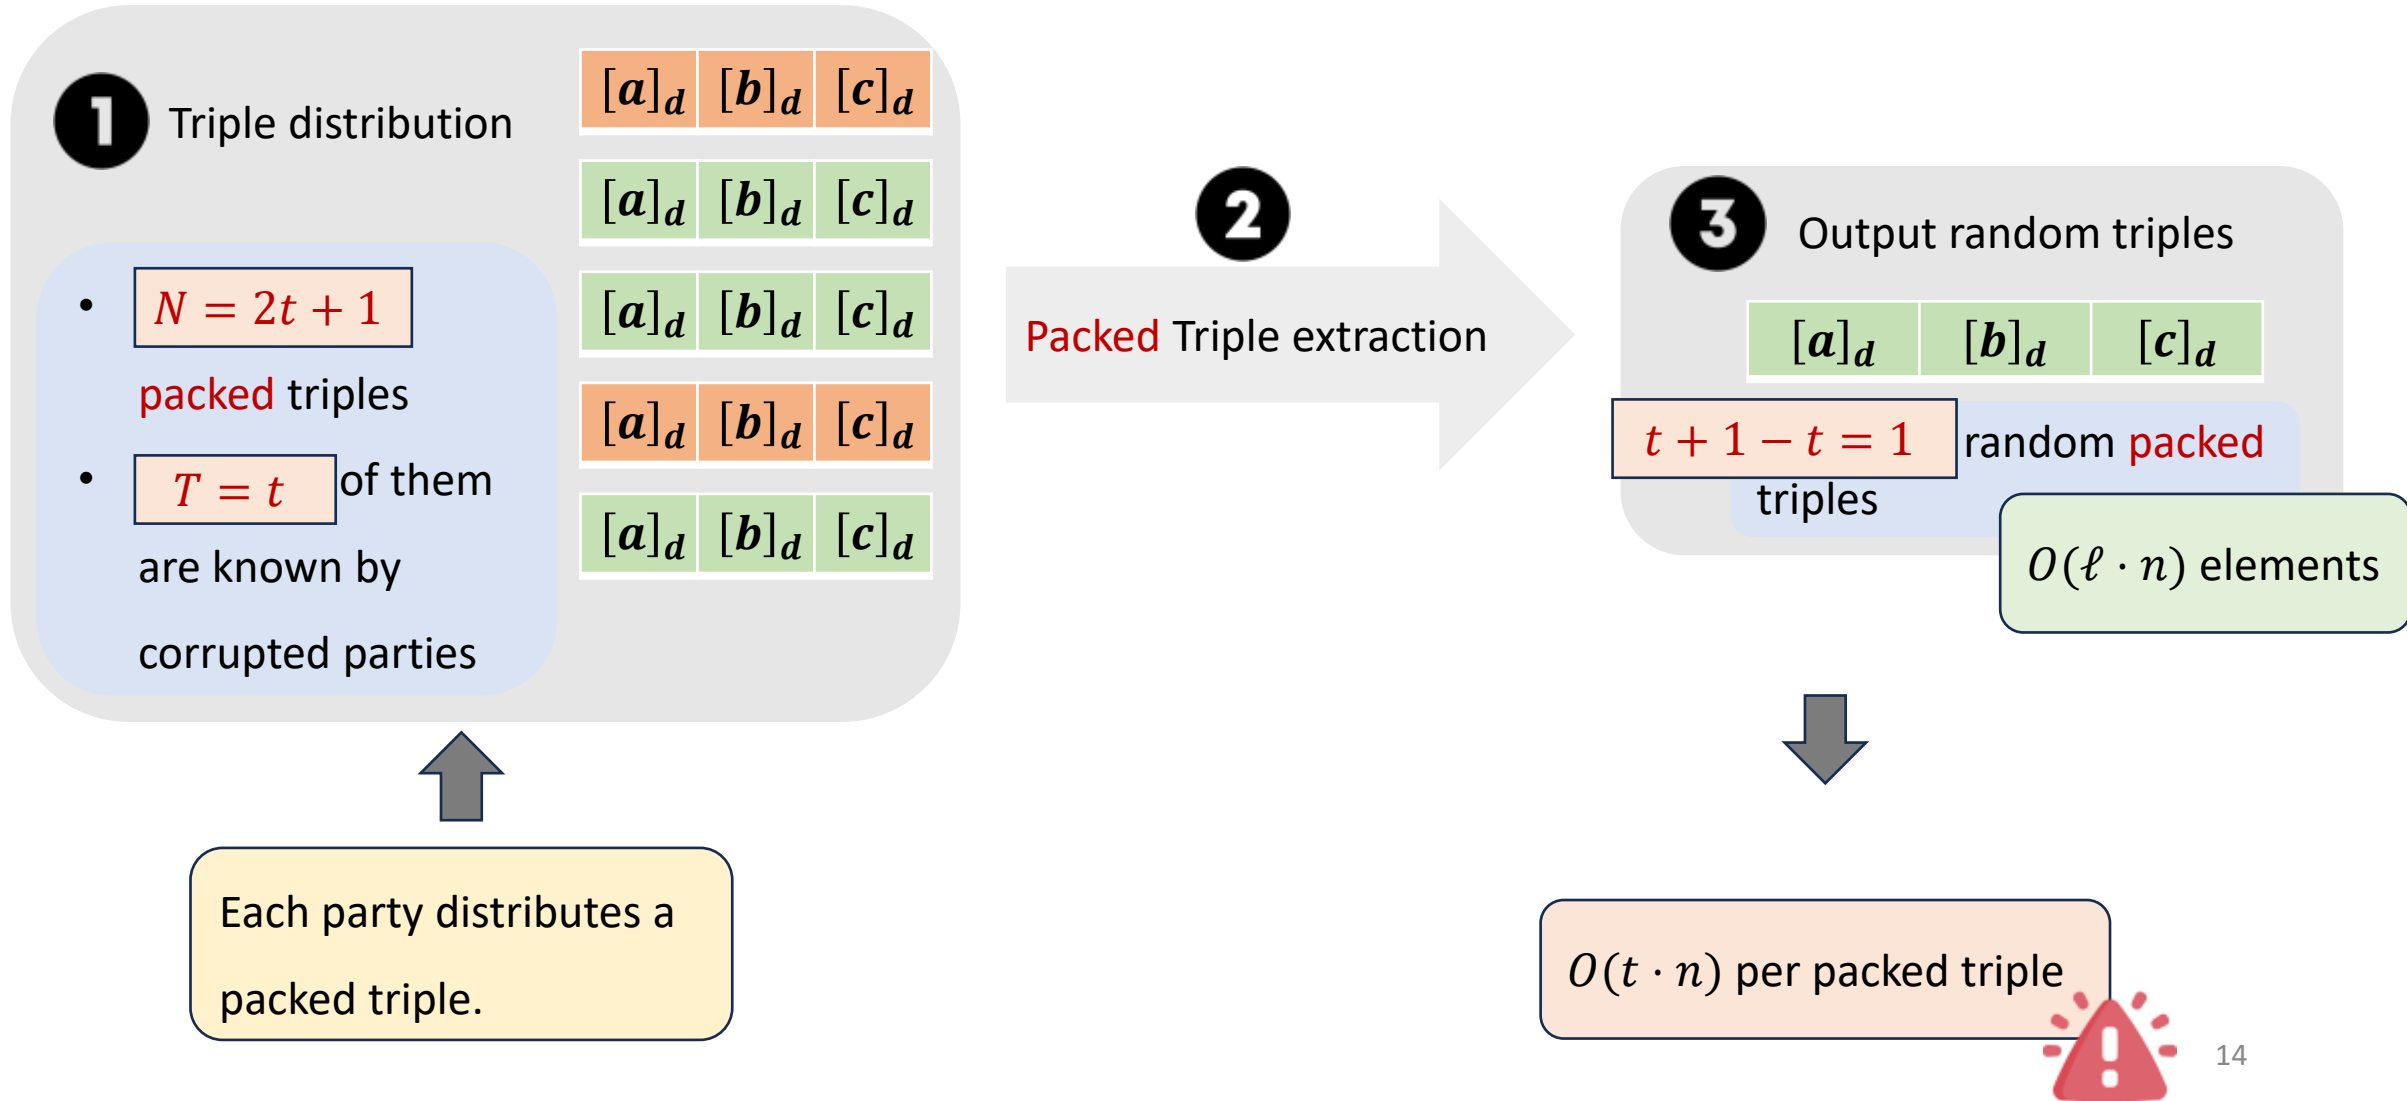 1 Triple distribution
[a]_d [b]_d [c]_d
[a]_d [b]_d [c]_d
[a]_d [b]_d [c]_d
[a]_d [b]_d [c]_d
[a]_d [b]_d [c]_d
• N = 2t + 1
packed triples
• T = t of them
are known by
corrupted parties
Each party distributes a
packed triple.
2
Packed Triple extraction
3 Output random triples
[a]_d [b]_d [c]_d
t + 1 − t = 1 random packed
triples
O(ℓ · n) elements
O(t · n) per packed triple
14